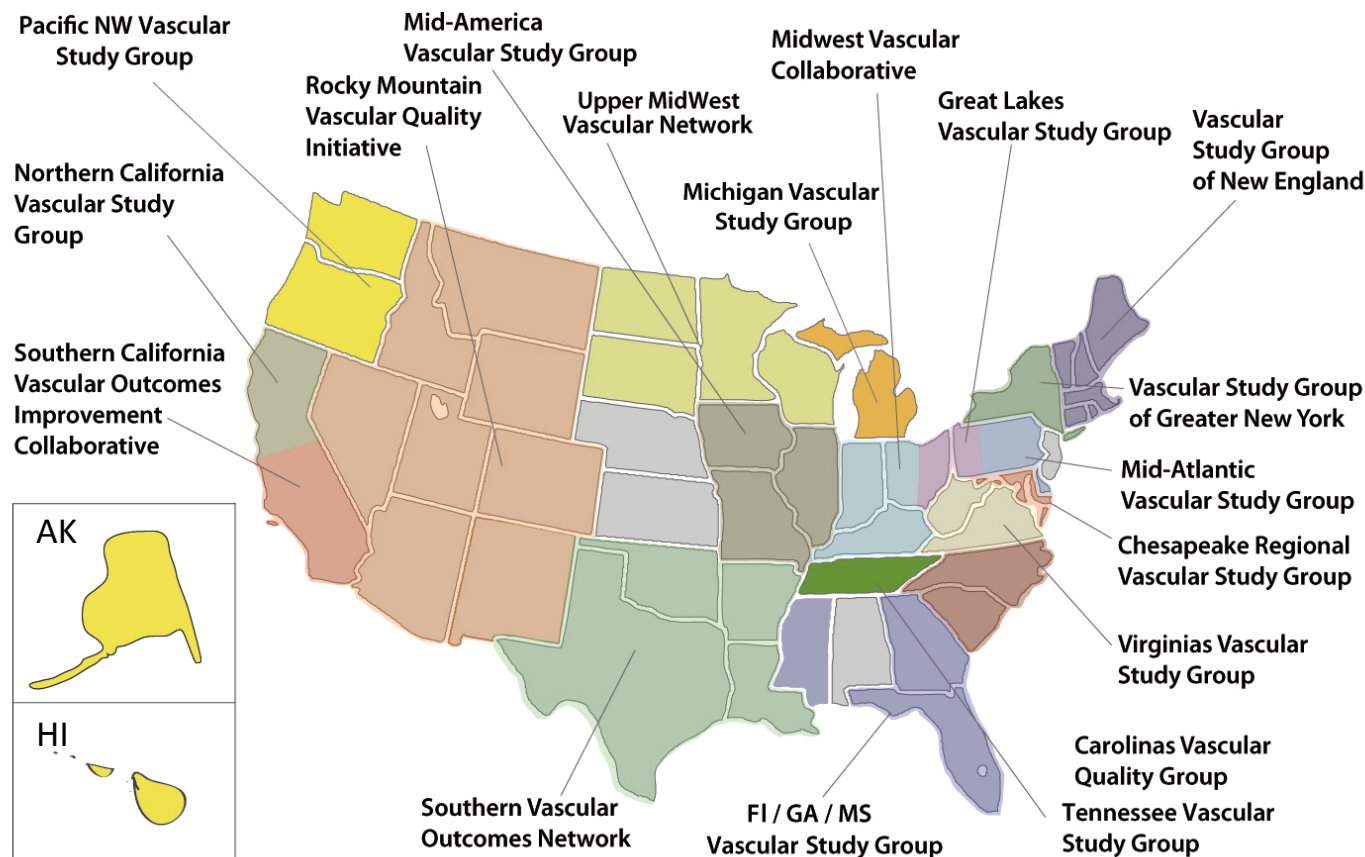 Pacific NW Vascular
Study Group
Mid-America
Vascular Study Group
Midwest Vascular
Collaborative
Rocky Mountain
Vascular Quality
Initiative
Upper MidWest
Vascular Network
Great Lakes
Vascular Study Group
Vascular
Study Group
of New England
Northern California
Vascular Study
Group
Michigan Vascular
Study Group
Southern California
Vascular Outcomes
Improvement
Collaborative
Vascular Study Group
of Greater New York
Mid-Atlantic
Vascular Study Group
Chesapeake Regional
Vascular Study Group
AK
Virginias Vascular
Study Group
HI
Carolinas Vascular
Quality Group
Southern Vascular
Outcomes Network
Fl / GA / MS
Vascular Study Group
Tennessee Vascular
Study Group